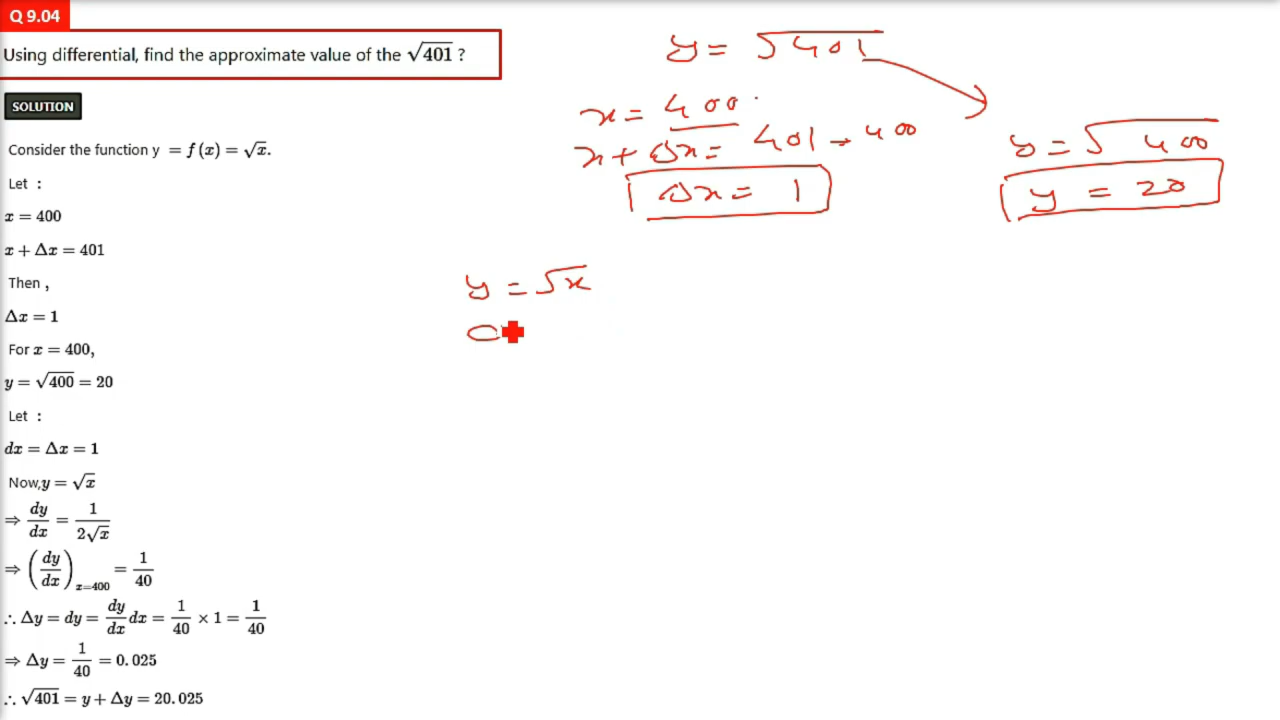 Q 9.04
Using differential, find the approximate value of the √401 ?
SOLUTION
Consider the function y = f (x) = √x.
Let :
x = 400
x + Δx = 401
Then ,
Δx = 1
For x = 400,
y = √400 = 20
Let :
dx = Δx = 1
Now,y = √x
⇒ dy/dx = 1/2√x
⇒ (dy/dx)x=400 = 1/40
∴ Δy = dy = dy/dx dx = 1/40 × 1 = 1/40
⇒ Δy = 1/40 = 0.025
∴ √401 = y + Δy = 20.025
y = √401
x = 400
x + Δx = 401 - 400
Δx = 1
y = √400
y = 20
y = √x